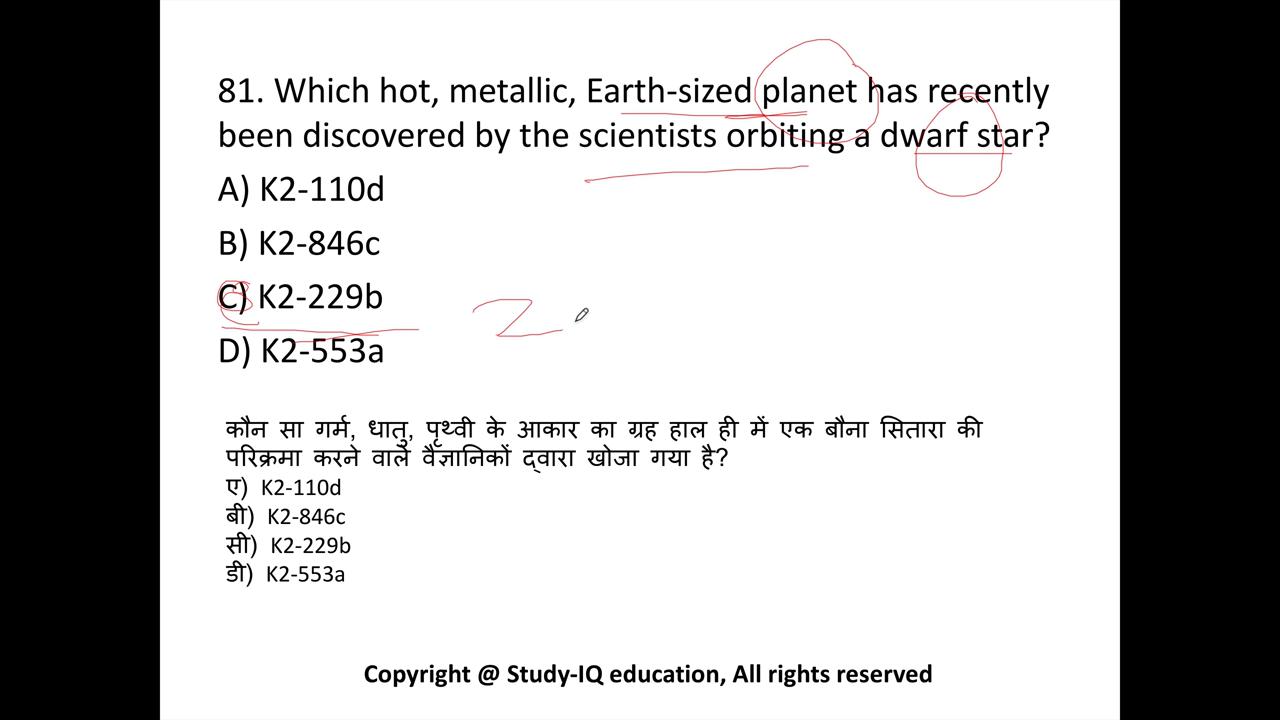 81. Which hot, metallic, Earth-sized planet has recently
been discovered by the scientists orbiting a dwarf star?
A) K2-110d
B) K2-846c
C) K2-229b
2
D) K2-553a
कौन सा गर्म, धातु, पृथ्वी के आकार का ग्रह हाल ही में एक बौना सितारा की
परिक्रमा करने वाले वैज्ञानिकों द्वारा खोजा गया है?
ए) K2-110d
बी) K2-846c
सी) K2-229b
डी) K2-553a
Copyright @ Study-IQ education, All rights reserved